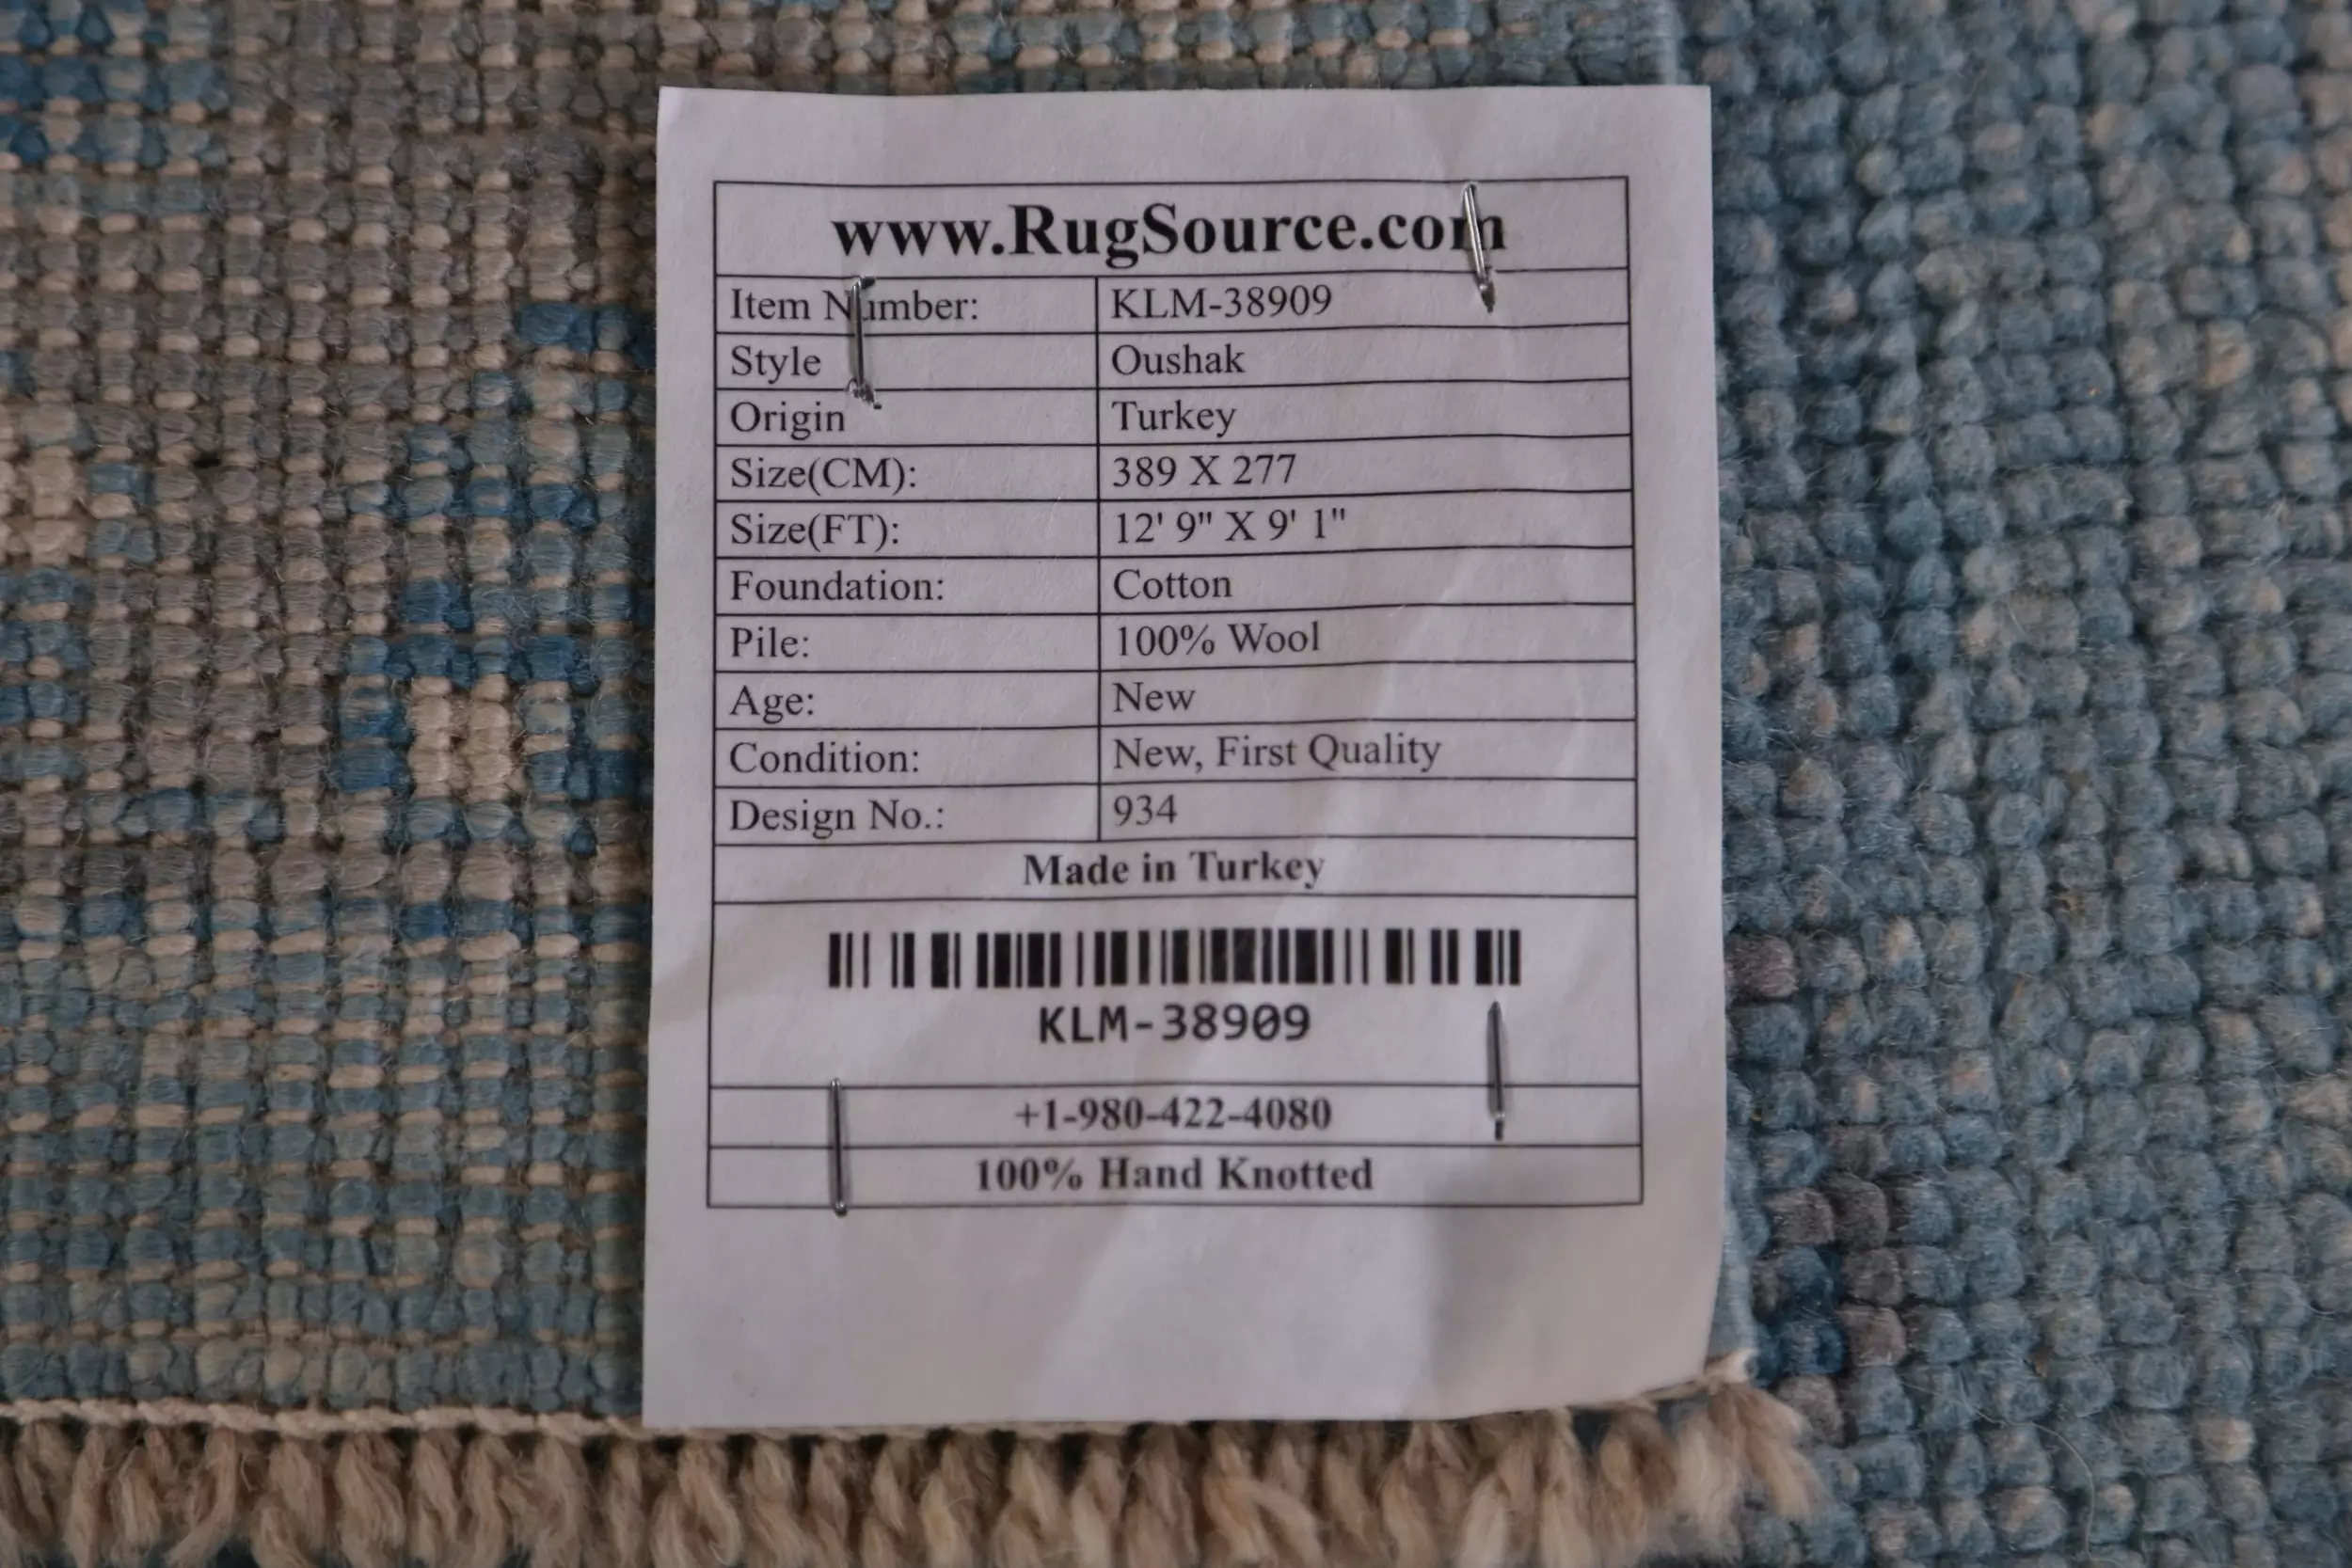 www.RugSource.com
Item Number: KLM-38909
Style Oushak
Origin Turkey
Size(CM): 389 X 277
Size(FT): 12' 9" X 9' 1"
Foundation: Cotton
Pile: 100% Wool
Age: New
Condition: New, First Quality
Design No.: 934
Made in Turkey
KLM-38909
+1-980-422-4080
100% Hand Knotted